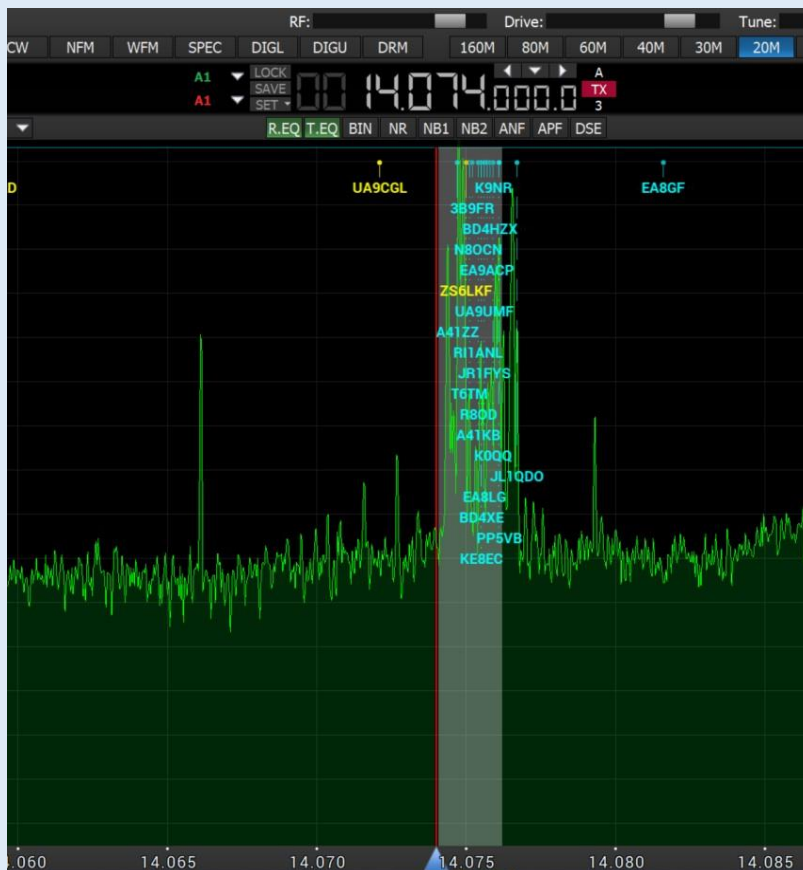 RF: Drive: Tune:
CW NFM WFM SPEC DIGL DIGU DRM 160M 80M 60M 40M 30M 20M
A1 LOCK SAVE SET 00 14.074.000.0 A TX 3
A1
R.EQ T.EQ BIN NR NB1 NB2 ANF APF DSE
D UA9CGL K9NR EA8GF
3B9FR
BD4HZX
N8OCN
EA9ACP
ZS6LKF
UA9UMF
A41ZZ
RI1ANL
JR1FYS
T6TM
R8OD
A41KB
K0QQ
JL1QDO
EA8LG
BD4XE
PP5VB
KE8EC
4.060 14.065 14.070 14.075 14.080 14.085